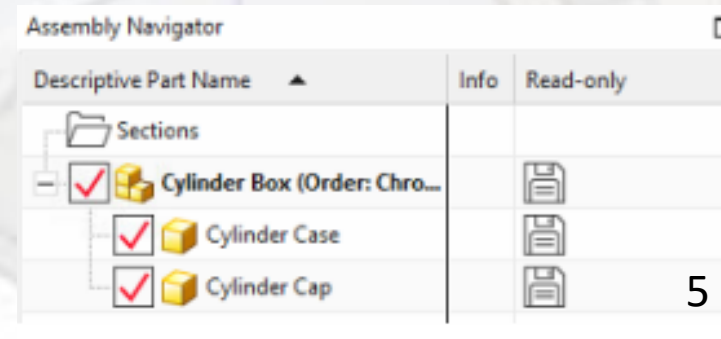 Assembly Navigator
Descriptive Part Name Info Read-only
Sections
Cylinder Box (Order: Chro...
Cylinder Case
Cylinder Cap
5